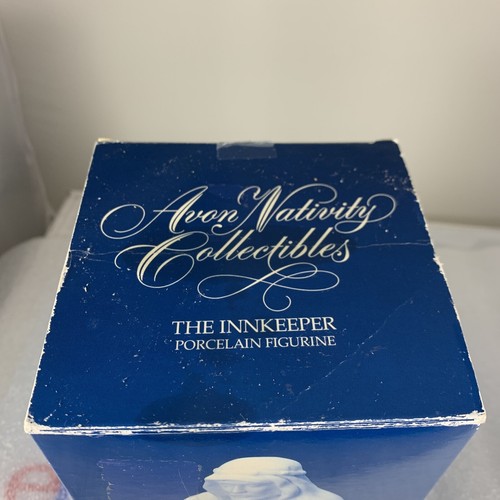 Avon Nativity
Collectibles
THE INNKEEPER
PORCELAIN FIGURINE